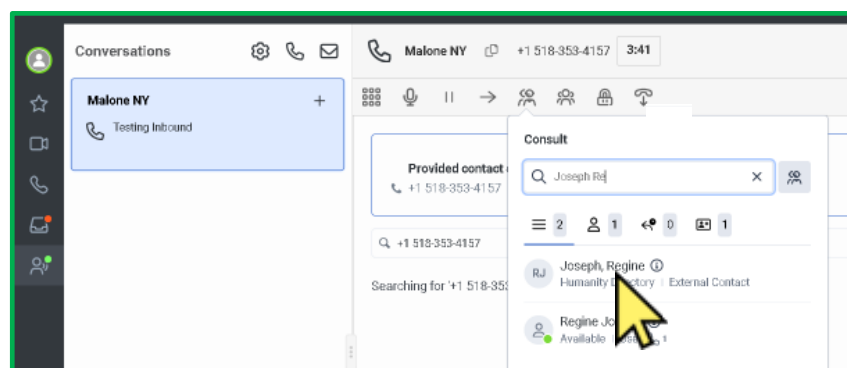 Conversations
Malone NY
Testing Inbound
Malone NY +1 518-353-4157 3:41
Consult
Provided contact
+1 518-353-4157
Joseph Re
2 1 0 1
+1 518-353-4157
Searching for '+1 518-353
RJ Joseph, Regine
Humanity Directory External Contact
Regine
Available 1